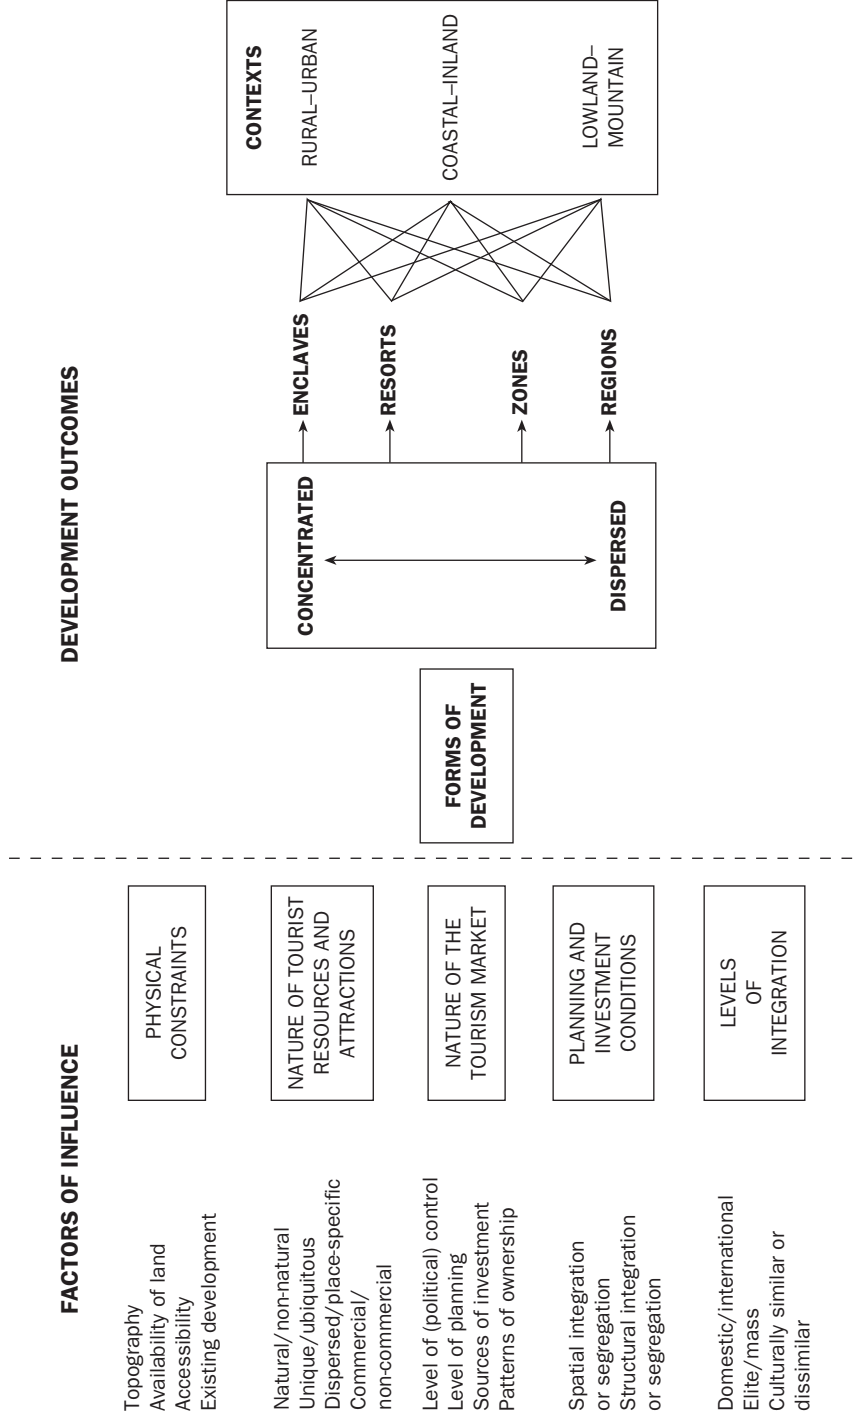 FACTORS OF INFLUENCE
Topography
Availability of land
Accessibility
Existing development
PHYSICAL
CONSTRAINTS
Natural/non-natural
Unique/ubiquitous
Dispersed/place-specific
Commercial/
non-commercial
NATURE OF TOURIST
RESOURCES AND
ATTRACTIONS
Level of (political) control
Level of planning
Sources of investment
Patterns of ownership
NATURE OF THE
TOURISM MARKET
Spatial integration
or segregation
Structural integration
or segregation
PLANNING AND
INVESTMENT
CONDITIONS
Domestic/international
Elite/mass
Culturally similar or
dissimilar
LEVELS
OF
INTEGRATION
DEVELOPMENT OUTCOMES
FORMS OF
DEVELOPMENT
CONCENTRATED
DISPERSED
ENCLAVES
RESORTS
ZONES
REGIONS
CONTEXTS
RURAL–URBAN
COASTAL–INLAND
LOWLAND–
MOUNTAIN